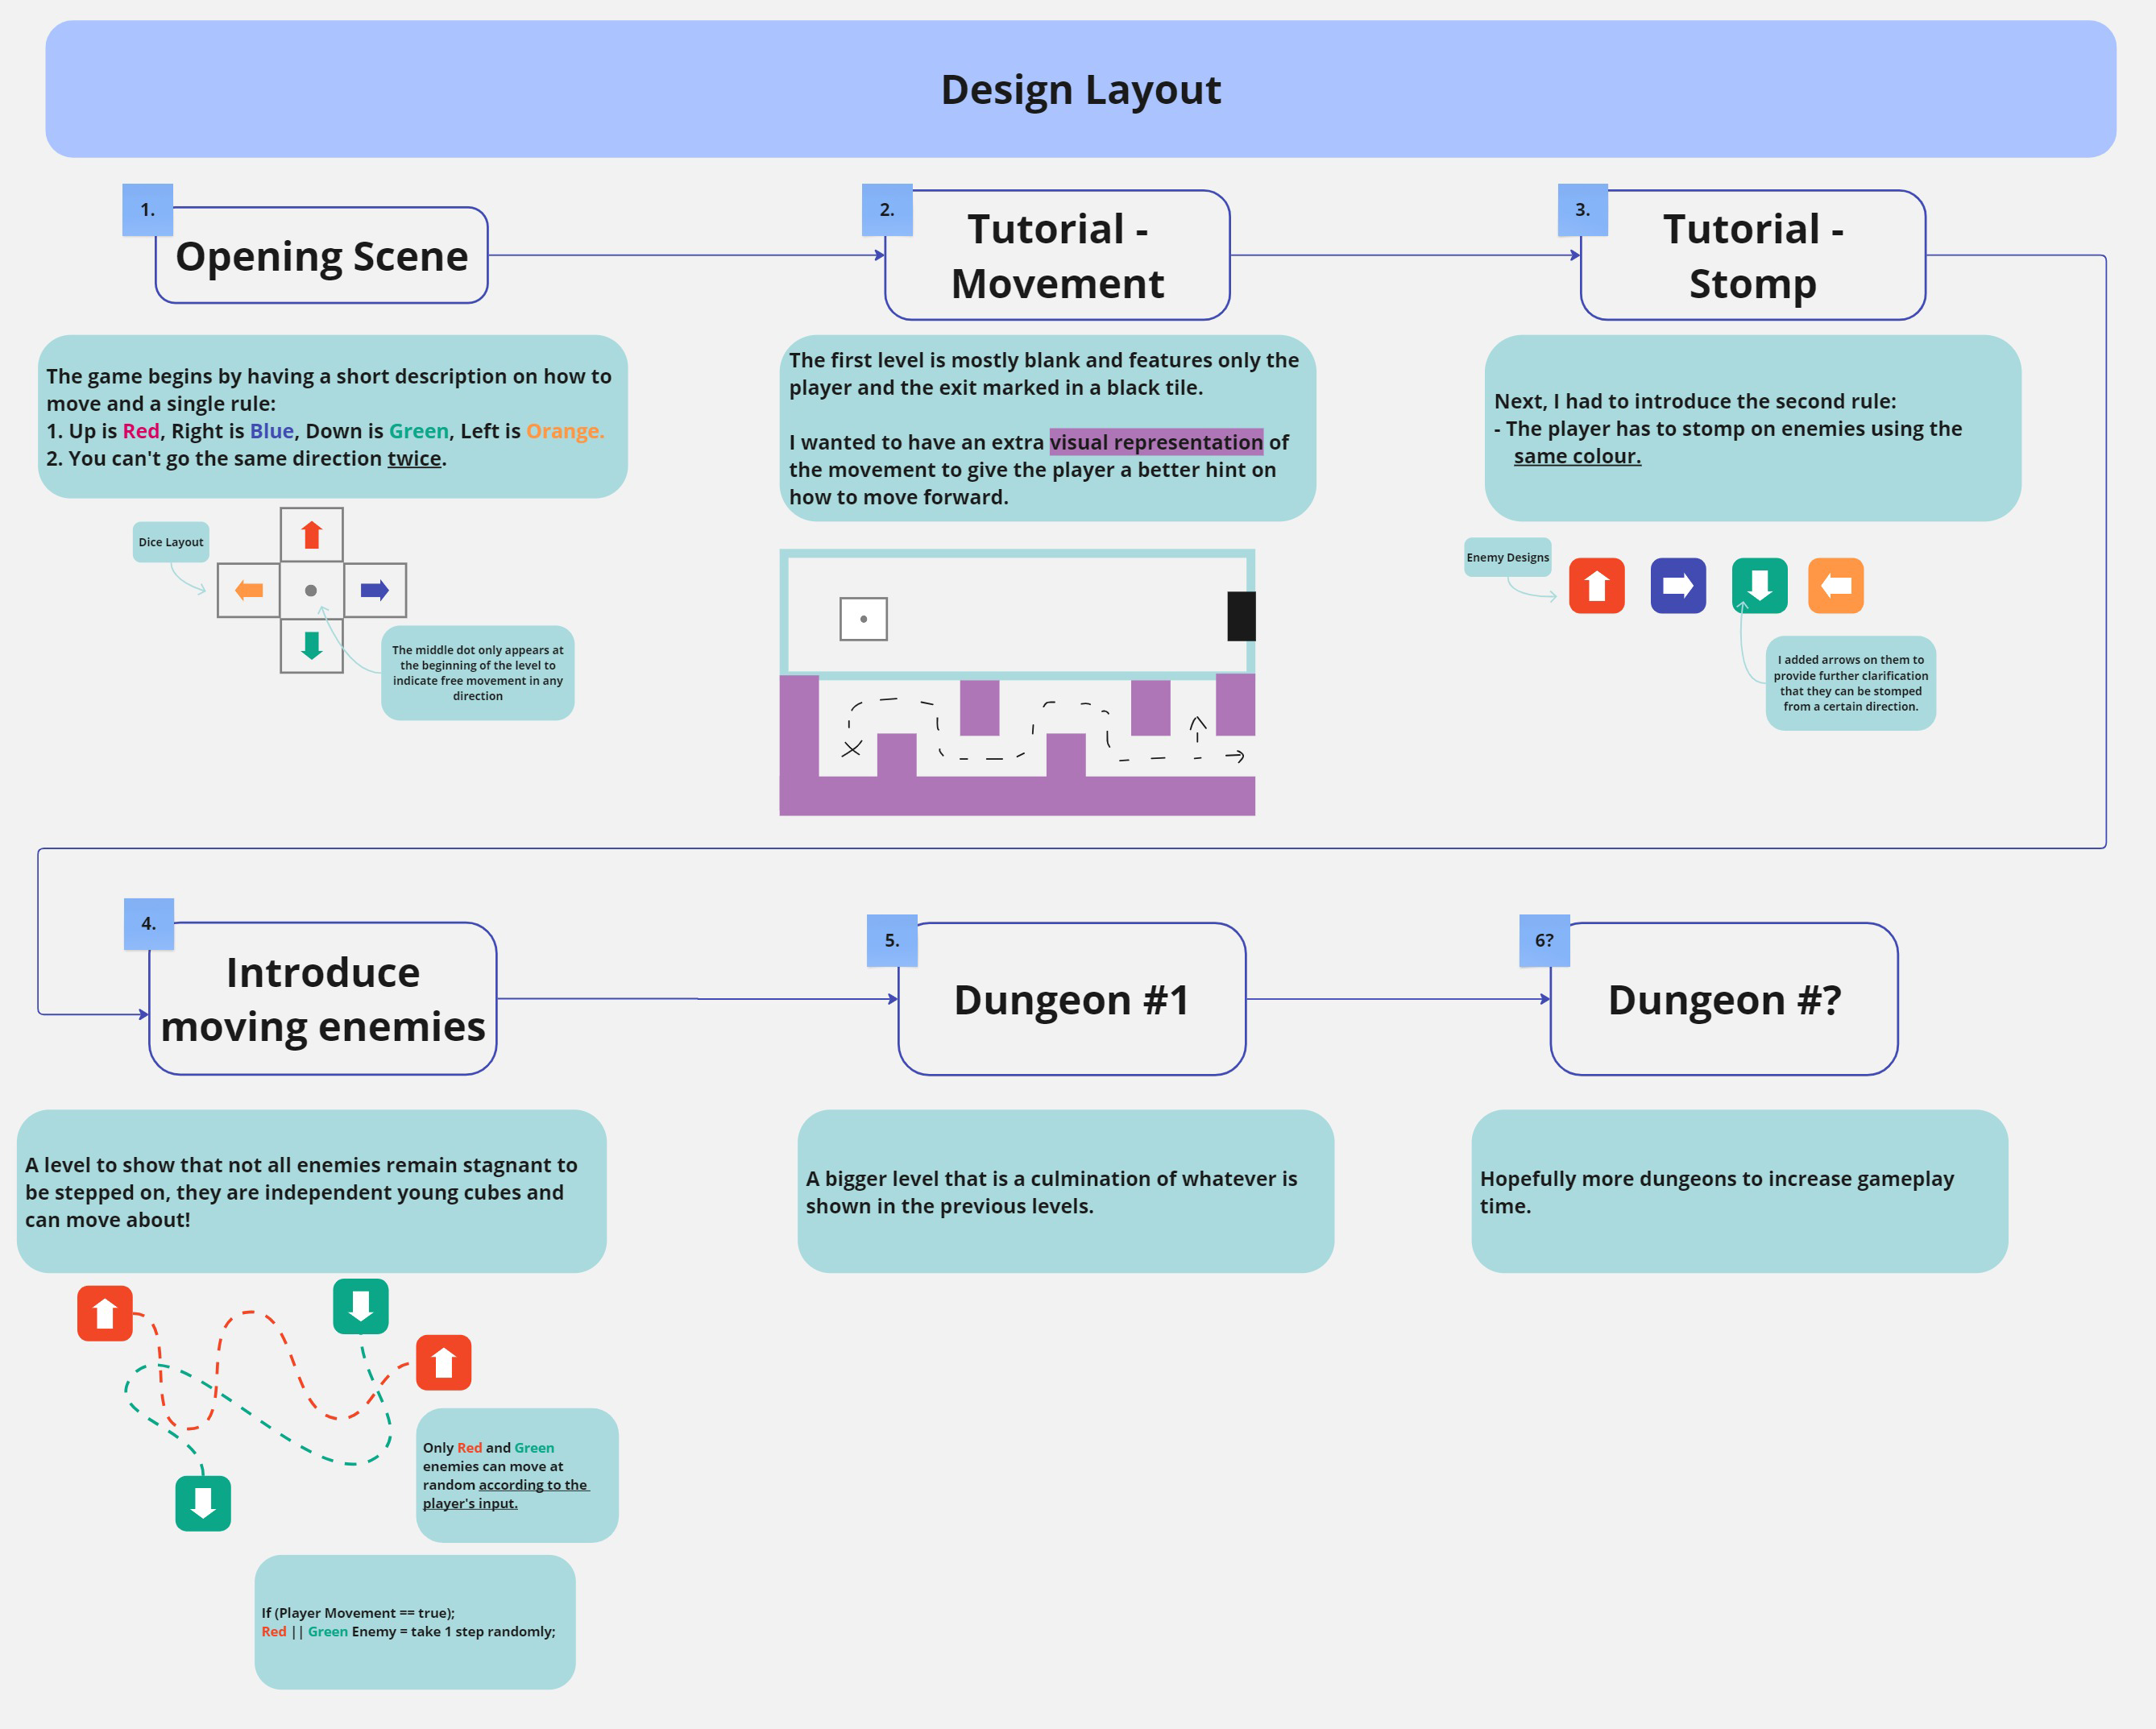 Design Layout
1.
Opening Scene
The game begins by having a short description on how to
move and a single rule:
1. Up is Red, Right is Blue, Down is Green, Left is Orange.
2. You can't go the same direction twice.
Dice Layout
The middle dot only appears at
the beginning of the level to
indicate free movement in any
direction
2.
Tutorial -
Movement
The first level is mostly blank and features only the
player and the exit marked in a black tile.
I wanted to have an extra visual representation of
the movement to give the player a better hint on
how to move forward.
3.
Tutorial -
Stomp
Next, I had to introduce the second rule:
- The player has to stomp on enemies using the
same colour.
Enemy Designs
I added arrows on them to
provide further clarification
that they can be stomped
from a certain direction.
4.
Introduce
moving enemies
A level to show that not all enemies remain stagnant to
be stepped on, they are independent young cubes and
can move about!
Only Red and Green
enemies can move at
random according to the
player's input.
If (Player Movement == true);
Red || Green Enemy = take 1 step randomly;
5.
Dungeon #1
A bigger level that is a culmination of whatever is
shown in the previous levels.
6?
Dungeon #?
Hopefully more dungeons to increase gameplay
time.